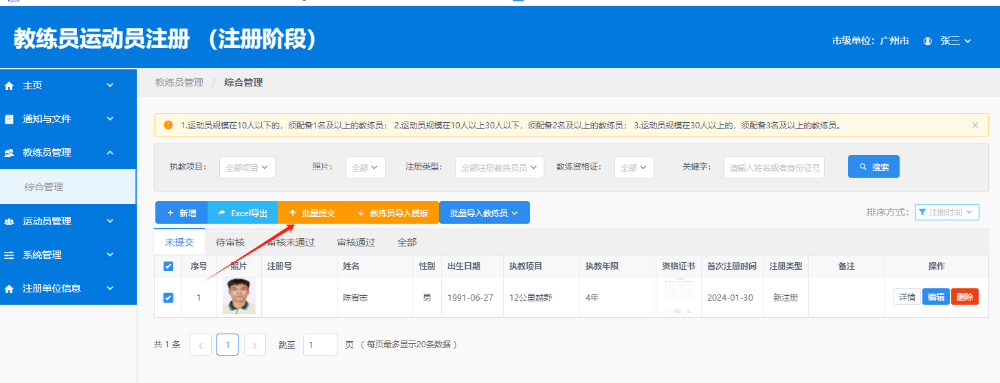 教练员运动员注册 （注册阶段）
市级单位：广州市 张三
主页
通知与文件
教练员管理
综合管理
运动员管理
系统管理
注册单位信息
教练员管理 / 综合管理
1.运动员规模在10人以下的，须配备1名及以上的教练员； 2.运动员规模在10人以上30人以下，须配备2名及以上的教练员； 3.运动员规模在30人以上的，须配备3名及以上的教练员。
执教项目： 全部项目 照片： 全部 注册类型： 全部注册教练员员 教练资格证： 全部 关键字： 请输入姓名或者身份证号 搜索
新增 Excel导出 批量提交 教练员导入模板 批量导入教练员 排序方式： 注册时间
未提交 待审核 审核未通过 审核通过 全部
序号 照片 注册号 姓名 性别 出生日期 执教项目 执教年限 资格证书 首次注册时间 注册类型 备注 操作
1 陈宥志 男 1991-06-27 12公里越野 4年 2024-01-30 新注册 详情 编辑 删除
共 1 条 < 1 > 跳至 1 页 （ 每页最多显示20条数据 ）